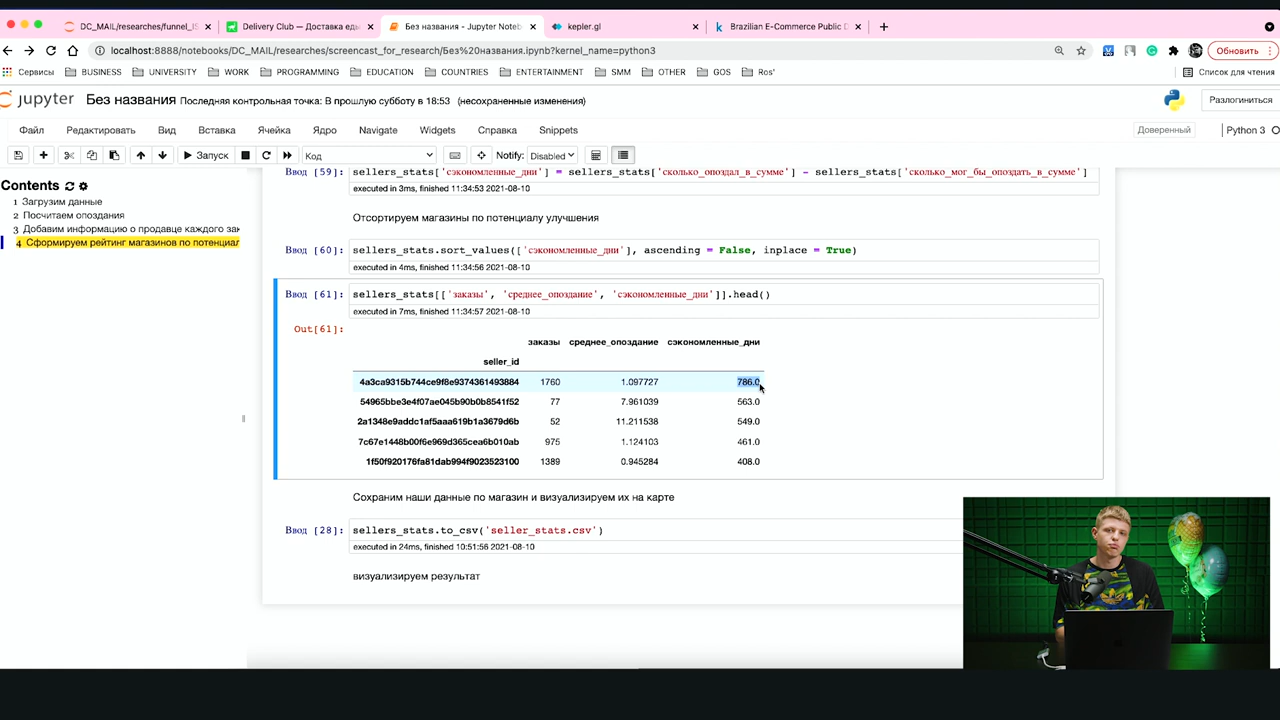 DC_MAIL/researches/funnel_IS
Delivery Club — Доставка еды
Без названия - Jupyter Noteb
kepler.gl
Brazilian E-Commerce Public D
localhost:8888/notebooks/DC_MAIL/researches/screencast_for_research/Без%20названия.ipynb?kernel_name=python3
Обновить
Сервисы BUSINESS UNIVERSITY WORK PROGRAMMING EDUCATION COUNTRIES ENTERTAINMENT SMM OTHER GOS Ros' Список для чтения
jupyter Без названия Последняя контрольная точка: В прошлую субботу в 18:53 (несохраненные изменения) Разлогиниться
Файл Редактировать Вид Вставка Ячейка Ядро Navigate Widgets Справка Snippets Доверенный Python 3
Запуск Код Notify: Disabled
Contents
1 Загрузим данные
2 Посчитаем опоздания
3 Добавим информацию о продавце каждого зак
4 Сформируем рейтинг магазинов по потенциал
Ввод [59]: sellers_stats['сэкономленные_дни'] = sellers_stats['сколько_опоздал_в_сумме'] - sellers_stats['сколько_мог_бы_опоздать_в_сумме']
executed in 3ms, finished 11:34:53 2021-08-10
Отсортируем магазины по потенциалу улучшения
Ввод [60]: sellers_stats.sort_values(['сэкономленные_дни'], ascending = False, inplace = True)
executed in 4ms, finished 11:34:56 2021-08-10
Ввод [61]: sellers_stats[['заказы', 'среднее_опоздание', 'сэкономленные_дни']].head()
executed in 7ms, finished 11:34:57 2021-08-10
Out[61]:
заказы среднее_опоздание сэкономленные_дни
seller_id
4a3ca9315b744ce9f8e9374361493884 1760 1.097727 786.0
54965bbe3e4f07ae045b90b0b8541f52 77 7.961039 563.0
2a1348e9addc1af5aaa619b1a3679d6b 52 11.211538 549.0
7c67e1448b00f6e969d365cea6b010ab 975 1.124103 461.0
1f50f920176fa81dab994f9023523100 1389 0.945284 408.0
Сохраним наши данные по магазин и визуализируем их на карте
Ввод [28]: sellers_stats.to_csv('seller_stats.csv')
executed in 24ms, finished 10:51:56 2021-08-10
визуализируем результат